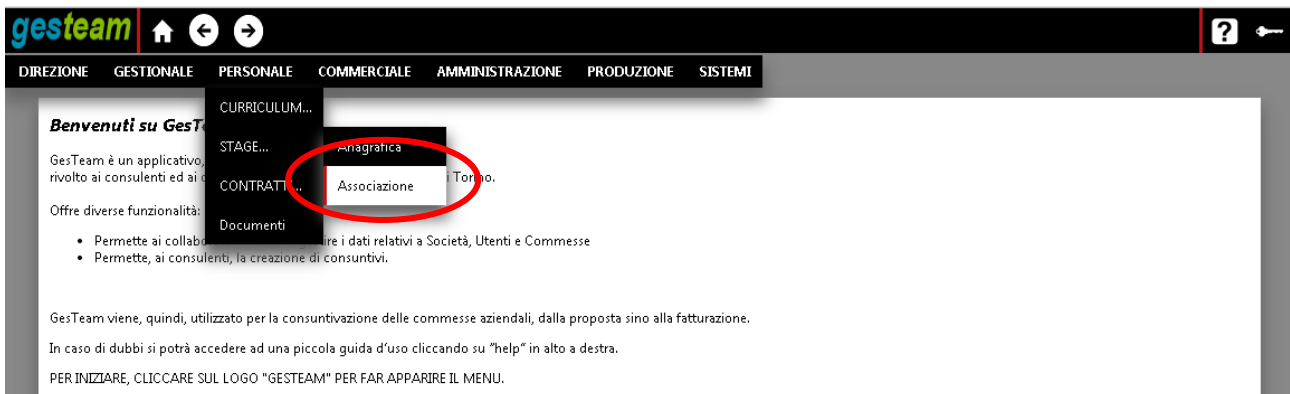 gesteam ?
DIREZIONE GESTIONALE PERSONALE COMMERCIALE AMMINISTRAZIONE PRODUZIONE SISTEMI
CURRICULUM...
Benvenuti su GesT
STAGE... Anagrafica
GesTeam è un applicativo,
rivolto ai consulenti ed ai i Torino.
CONTRATTI... Associazione
Offre diverse funzionalità:
Documenti
• Permette ai collabo ire i dati relativi a Società, Utenti e Commesse
• Permette, ai consulenti, la creazione di consuntivi.
GesTeam viene, quindi, utilizzato per la consuntivazione delle commesse aziendali, dalla proposta sino alla fatturazione.
In caso di dubbi si potrà accedere ad una piccola guida d'uso cliccando su "help" in alto a destra.
PER INIZIARE, CLICCARE SUL LOGO "GESTEAM" PER FAR APPARIRE IL MENU.